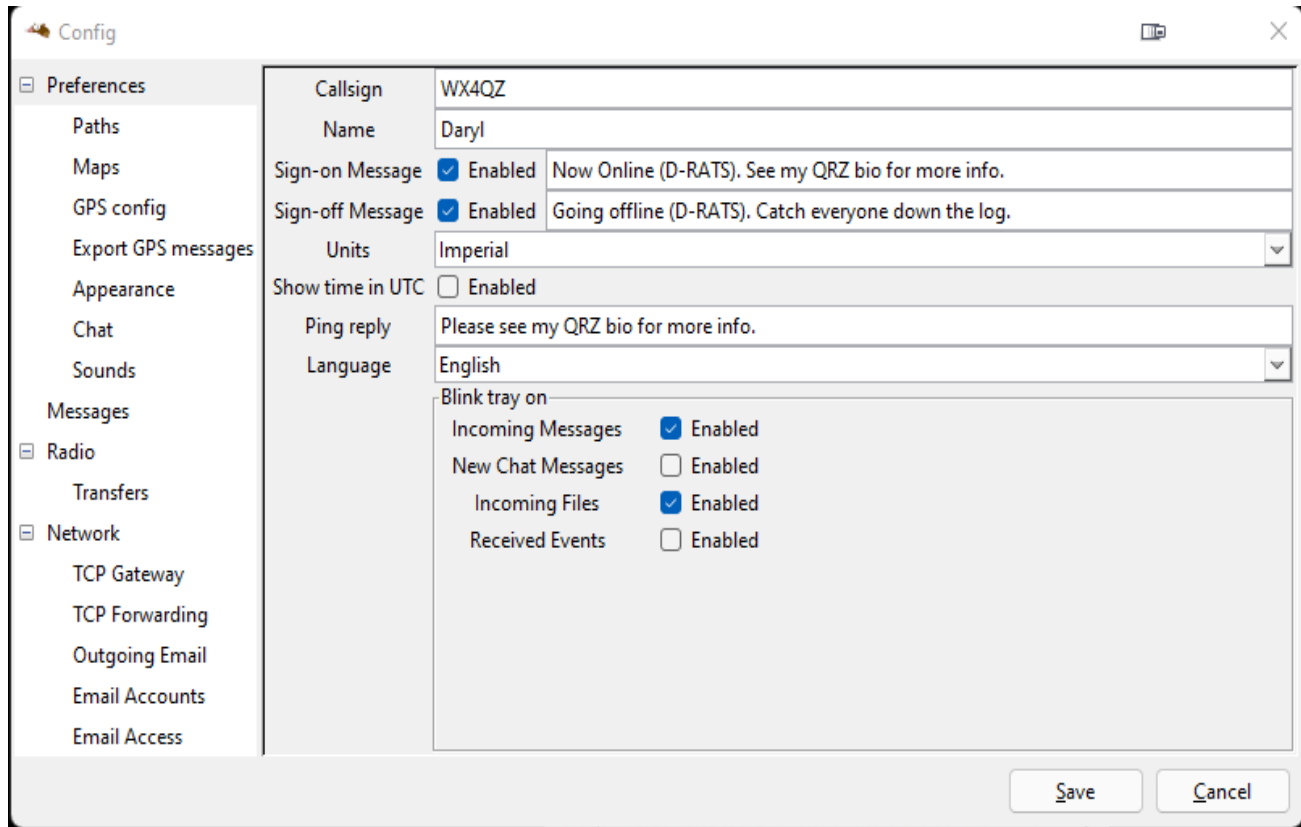 Config
Preferences
Paths
Maps
GPS config
Export GPS messages
Appearance
Chat
Sounds
Messages
Radio
Transfers
Network
TCP Gateway
TCP Forwarding
Outgoing Email
Email Accounts
Email Access
Callsign WX4QZ
Name Daryl
Sign-on Message Enabled Now Online (D-RATS). See my QRZ bio for more info.
Sign-off Message Enabled Going offline (D-RATS). Catch everyone down the log.
Units Imperial
Show time in UTC Enabled
Ping reply Please see my QRZ bio for more info.
Language English
Blink tray on
Incoming Messages Enabled
New Chat Messages Enabled
Incoming Files Enabled
Received Events Enabled
Save Cancel